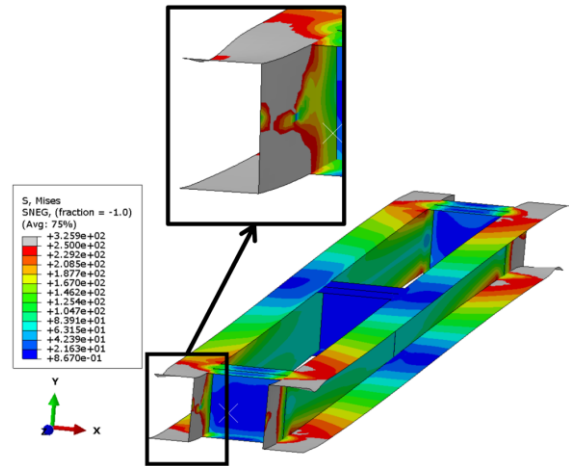 S, Mises
SNEG, (fraction = -1.0)
(Avg: 75%)
+3.259e+02
+2.500e+02
+2.292e+02
+2.085e+02
+1.877e+02
+1.670e+02
+1.462e+02
+1.254e+02
+1.047e+02
+8.391e+01
+6.315e+01
+4.239e+01
+2.163e+01
+8.670e-01
Y
X